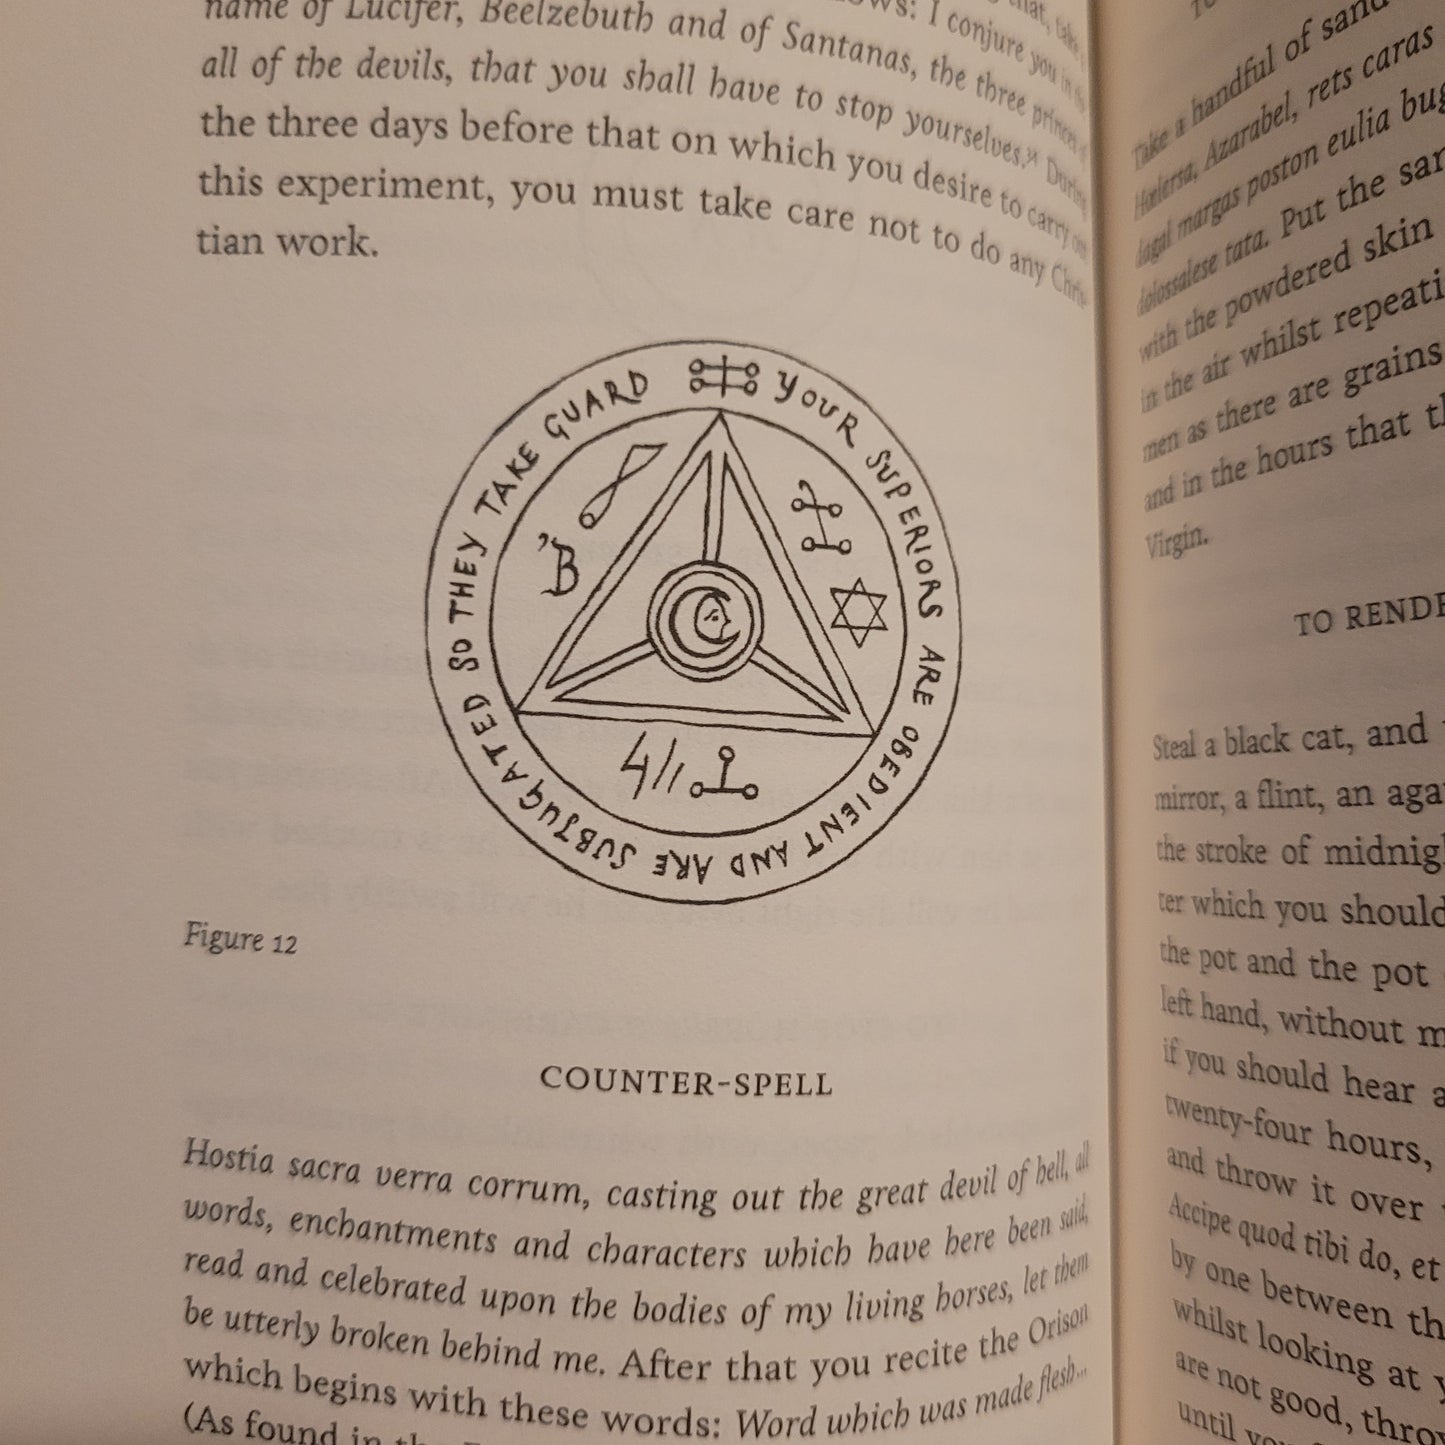 name of Lucifer, Beelzebuth and of Santanas, the three princes of
all of the devils, that you shall have to stop yourselves." During
the three days before that on which you desire to carry out
this experiment, you must take care not to do any Chris-
tian work.
YOUR SUPERIORS ARE OBEDIENT AND ARE SUBJUGATED SO THEY TAKE GUARD
Figure 12
COUNTER-SPELL
Hostia sacra verra corrum, casting out the great devil of hell, all
words, enchantments and characters which have here been said,
read and celebrated upon the bodies of my living horses, let them
be utterly broken behind me. After that you recite the Orison
which begins with these words: Word which was made flesh...
(As found in the
Take a handful of sand
Azarabel, rets caras
margas poston eulia
tata. Put the
with the powdered skin
in the air whilst
men as there are grains
and in the hours that
Virgin.
TO
Steal a black cat, and
mirror, a flint, an
the stroke of
ter which you should
the pot and the pot
left hand, without
if you should hear
twenty-four hours,
and throw it over
Accipe quod tibi do, et
by one between
whilst looking at
are not good,
until